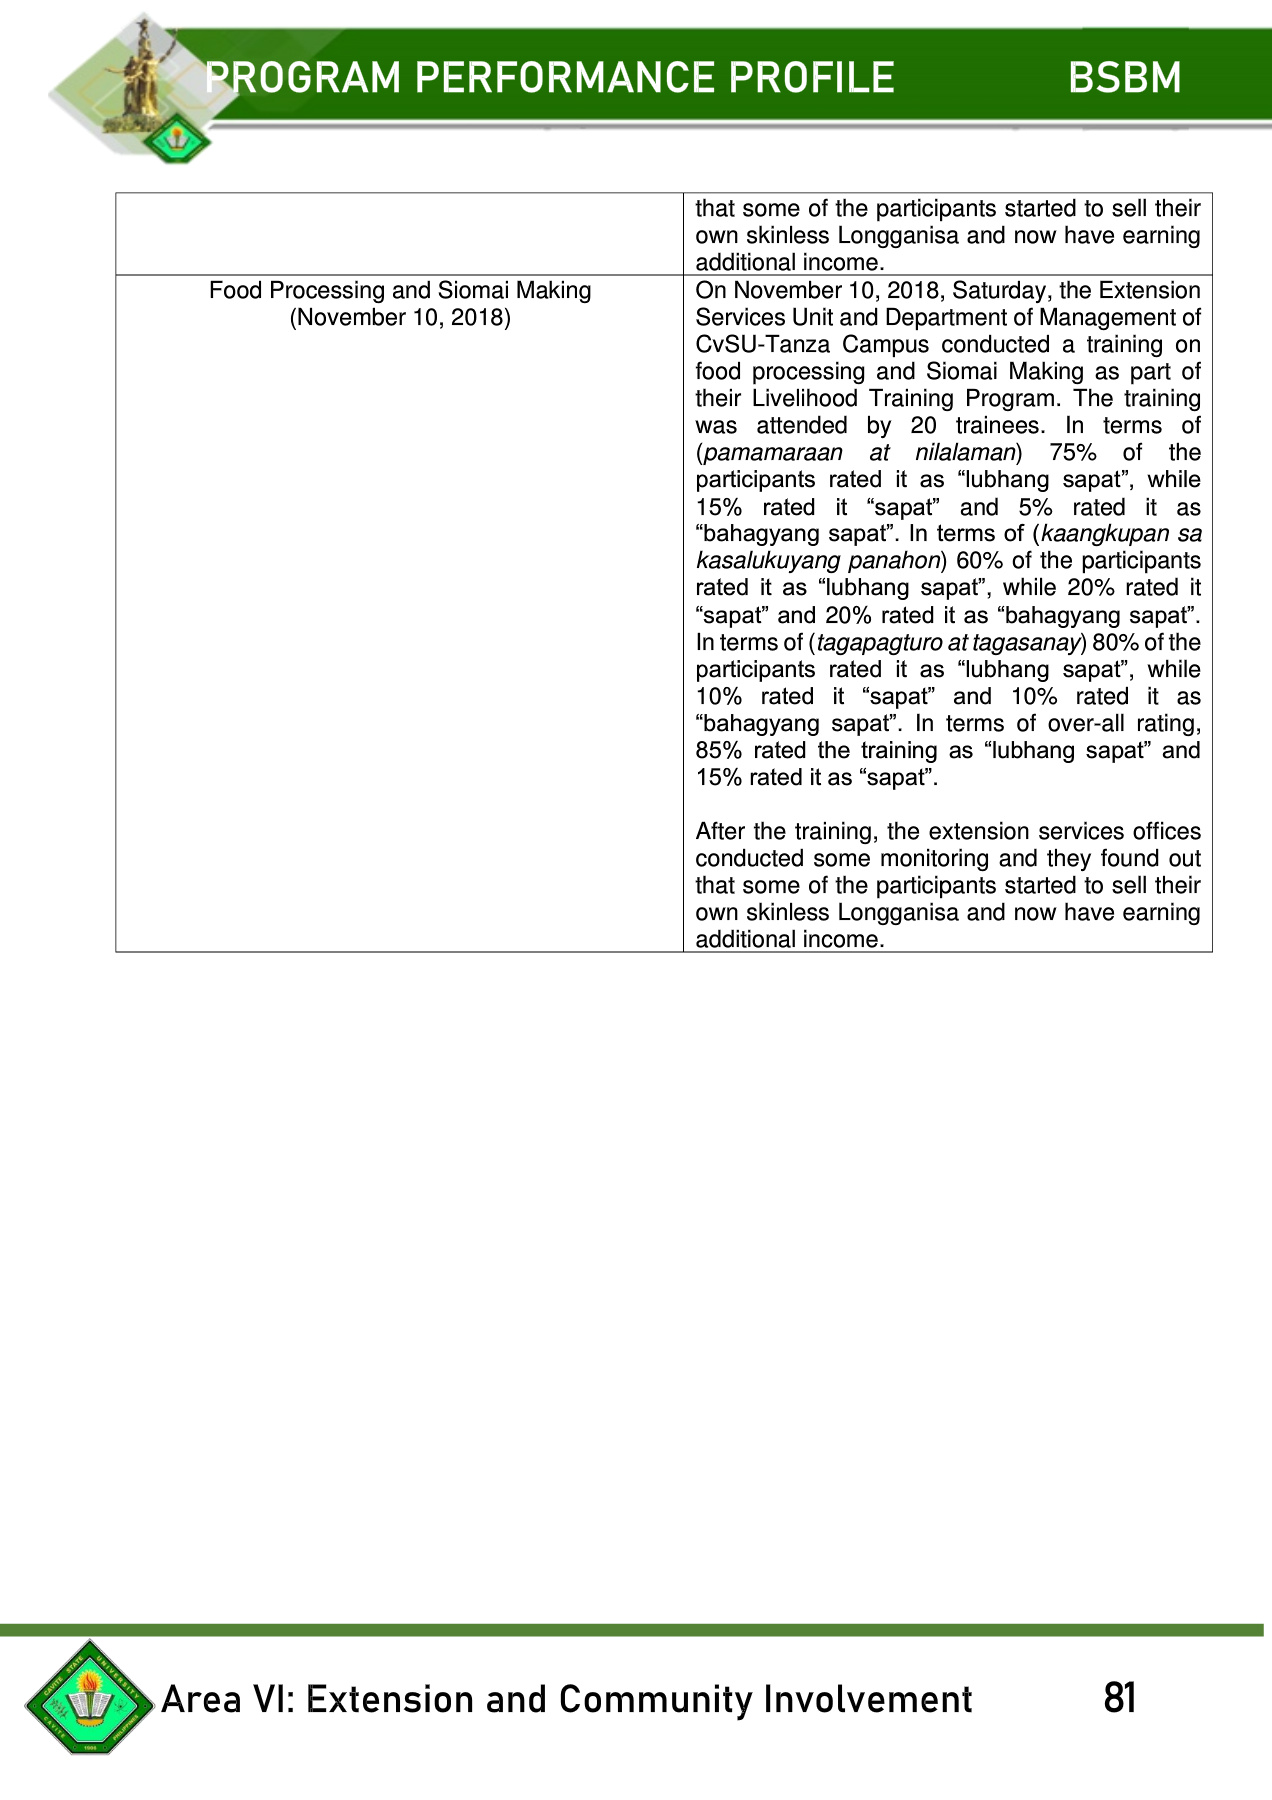 PROGRAM PERFORMANCE PROFILE BSBM
that some of the participants started to sell their
own skinless Longganisa and now have earning
additional income.
Food Processing and Siomai Making
(November 10, 2018)
On November 10, 2018, Saturday, the Extension
Services Unit and Department of Management of
CvSU-Tanza Campus conducted a training on
food processing and Siomai Making as part of
their Livelihood Training Program. The training
was attended by 20 trainees. In terms of
(pamamaraan at nilalaman) 75% of the
participants rated it as “lubhang sapat”, while
15% rated it “sapat” and 5% rated it as
“bahagyang sapat”. In terms of (kaangkupan sa
kasalukuyang panahon) 60% of the participants
rated it as “lubhang sapat”, while 20% rated it
“sapat” and 20% rated it as “bahagyang sapat”.
In terms of (tagapagturo at tagasanay) 80% of the
participants rated it as “lubhang sapat”, while
10% rated it “sapat” and 10% rated it as
“bahagyang sapat”. In terms of over-all rating,
85% rated the training as “lubhang sapat” and
15% rated it as “sapat”.
After the training, the extension services offices
conducted some monitoring and they found out
that some of the participants started to sell their
own skinless Longganisa and now have earning
additional income.
CAVITE STATE UNIVERSITY
CAVITE PHILIPPINES
1906
Area VI: Extension and Community Involvement 81